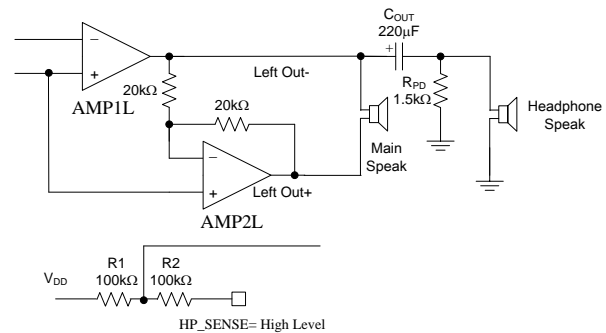 C_OUT
220μF
AMP1L
20kΩ
Left Out-
R_PD
1.5kΩ
20kΩ
Headphone
Speak
Main
Speak
Left Out+
AMP2L
V_DD
R1
100kΩ
R2
100kΩ
HP_SENSE= High Level